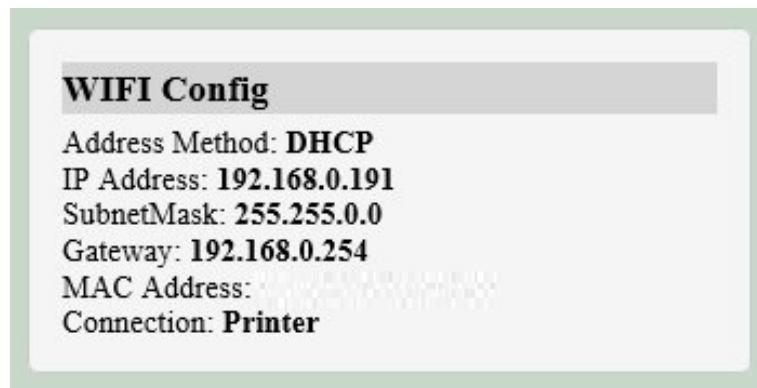 WIFI Config
Address Method: DHCP
IP Address: 192.168.0.191
SubnetMask: 255.255.0.0
Gateway: 192.168.0.254
MAC Address:
Connection: Printer